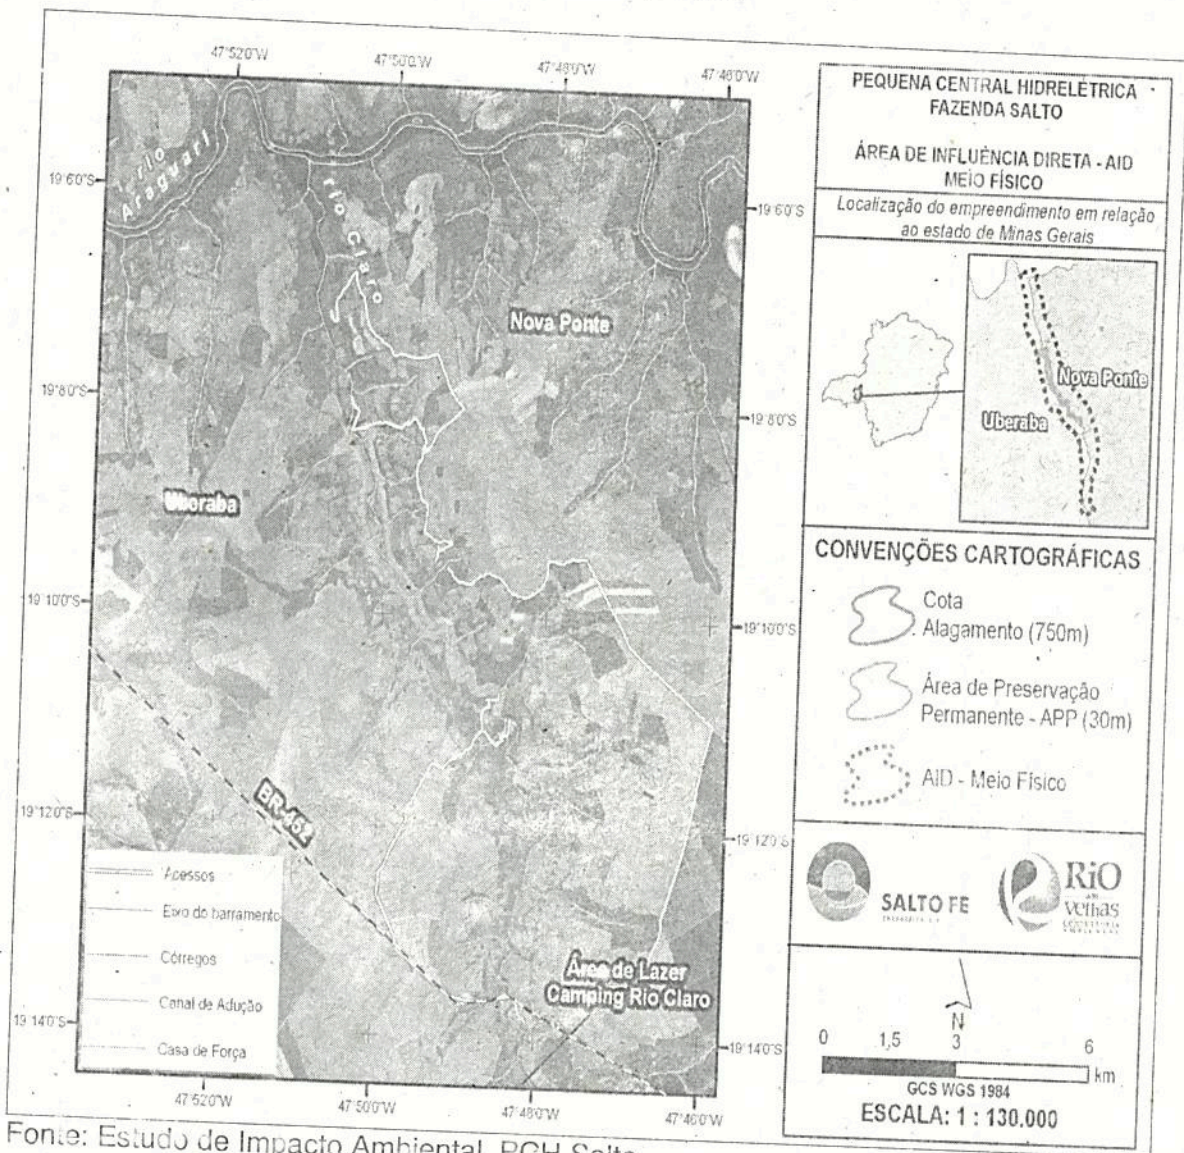 47°52'0"W 47°50'0"W 47°48'0"W 47°46'0"W
19°6'0"S
19°8'0"S
19°10'0"S
19°12'0"S
19°14'0"S
rio
Araguari
rio Claro
Nova Ponte
Uberaba
BR-452
Área de Lazer
Camping Rio Claro
Acessos
Eixo do barramento
Córregos
Canal de Adução
Casa de Força
19°6'0"S
19°8'0"S
19°10'0"S
19°12'0"S
19°14'0"S
47°52'0"W 47°50'0"W 47°48'0"W 47°46'0"W
PEQUENA CENTRAL HIDRELÉTRICA
FAZENDA SALTO
ÁREA DE INFLUÊNCIA DIRETA - AID
MEIO FÍSICO
Localização do empreendimento em relação
ao estado de Minas Gerais
Nova Ponte
Uberaba
CONVENÇÕES CARTOGRÁFICAS
Cota
Alagamento (750m)
Área de Preservação
Permanente - APP (30m)
AID - Meio Físico
SALTO FE
RIO
das
velhas
N
0 1,5 3 6
km
GCS WGS 1984
ESCALA: 1 : 130.000
Fonte: Estudo de Impacto Ambiental PCH Salto